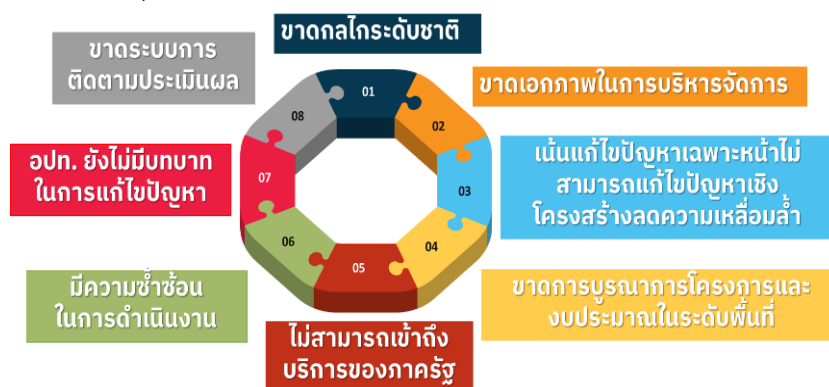 ขาดกลไกระดับชาติ
ขาดระบบการ
ติดตามประเมินผล
01
08
02
ขาดเอกภาพในการบริหารจัดการ
อปท. ยังไม่มีบทบาท
ในการแก้ไขปัญหา
07
03
เน้นแก้ไขปัญหาเฉพาะหน้าไม่
สามารถแก้ไขปัญหาเชิง
โครงสร้างลดความเหลื่อมล้ำ
06
04
05
มีความซ้ำซ้อน
ในการดำเนินงาน
ขาดการบูรณาการโครงการและ
งบประมาณในระดับพื้นที่
ไม่สามารถเข้าถึง
บริการของภาครัฐ